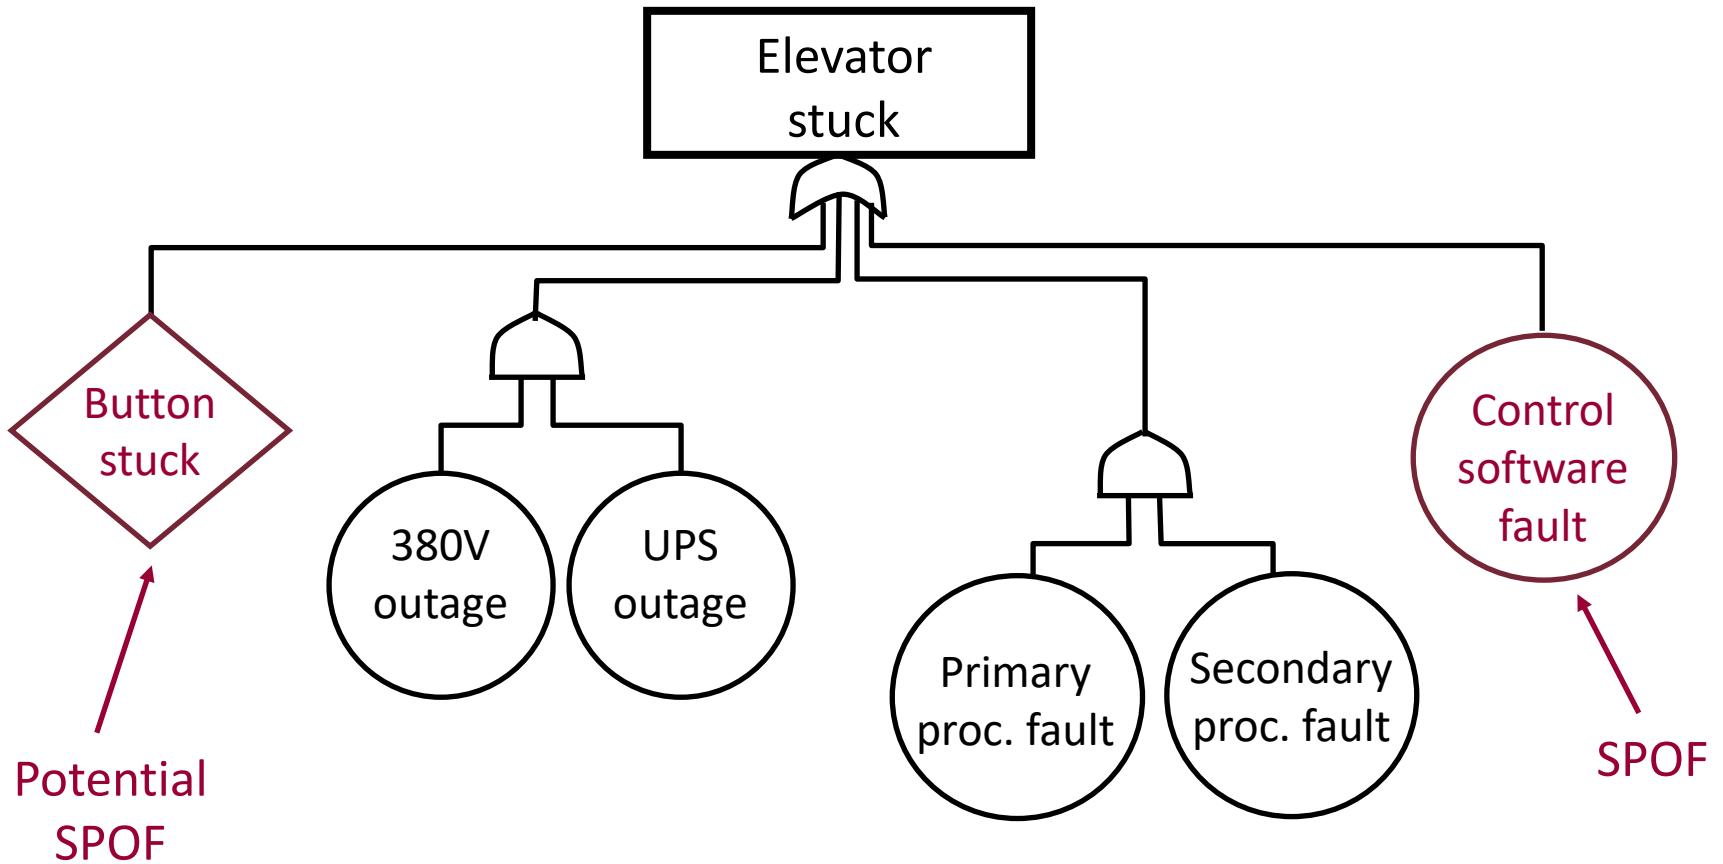 Elevator
stuck
Button
stuck
380V
outage
UPS
outage
Primary
proc. fault
Secondary
proc. fault
Control
software
fault
Potential
SPOF
SPOF